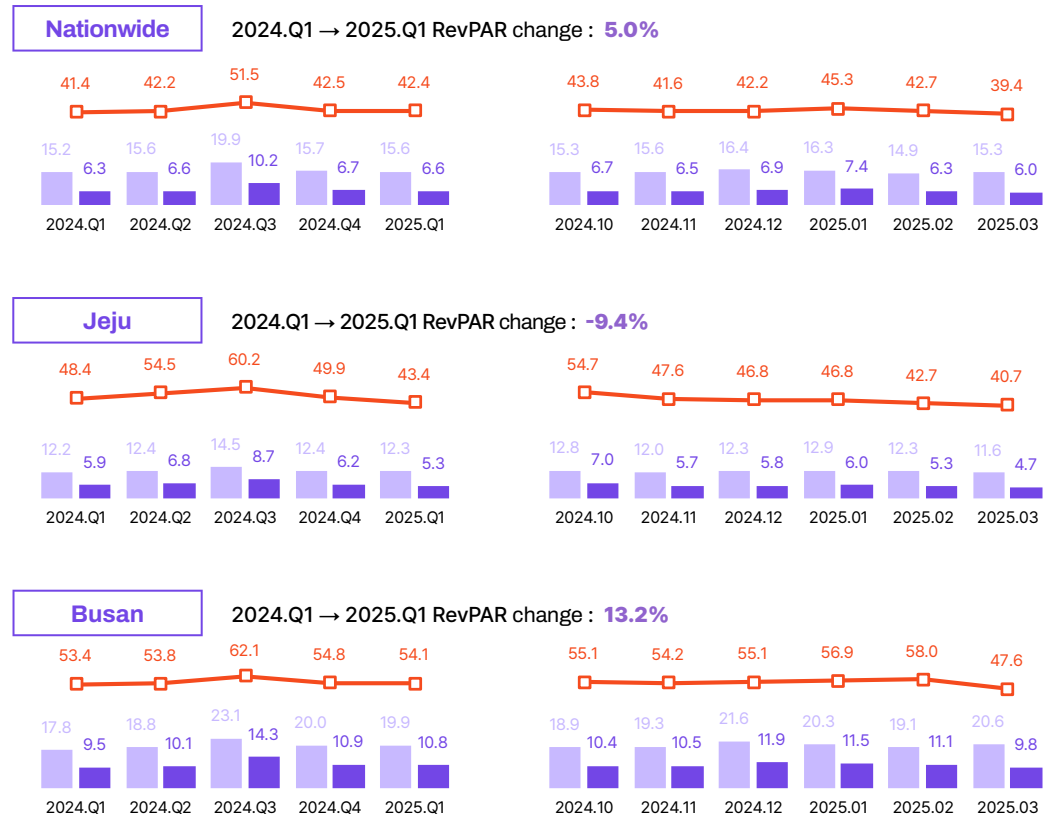 Nationwide 2024.Q1 → 2025.Q1 RevPAR change : 5.0%
41.4 42.2 51.5 42.5 42.4
15.2 6.3 15.6 6.6 19.9 10.2 15.7 6.7 15.6 6.6
2024.Q1 2024.Q2 2024.Q3 2024.Q4 2025.Q1
43.8 41.6 42.2 45.3 42.7 39.4
15.3 6.7 15.6 6.5 16.4 6.9 16.3 7.4 14.9 6.3 15.3 6.0
2024.10 2024.11 2024.12 2025.01 2025.02 2025.03
Jeju 2024.Q1 → 2025.Q1 RevPAR change : -9.4%
48.4 54.5 60.2 49.9 43.4
12.2 5.9 12.4 6.8 14.5 8.7 12.4 6.2 12.3 5.3
2024.Q1 2024.Q2 2024.Q3 2024.Q4 2025.Q1
54.7 47.6 46.8 46.8 42.7 40.7
12.8 7.0 12.0 5.7 12.3 5.8 12.9 6.0 12.3 5.3 11.6 4.7
2024.10 2024.11 2024.12 2025.01 2025.02 2025.03
Busan 2024.Q1 → 2025.Q1 RevPAR change : 13.2%
53.4 53.8 62.1 54.8 54.1
17.8 9.5 18.8 10.1 23.1 14.3 20.0 10.9 19.9 10.8
2024.Q1 2024.Q2 2024.Q3 2024.Q4 2025.Q1
55.1 54.2 55.1 56.9 58.0 47.6
18.9 10.4 19.3 10.5 21.6 11.9 20.3 11.5 19.1 11.1 20.6 9.8
2024.10 2024.11 2024.12 2025.01 2025.02 2025.03